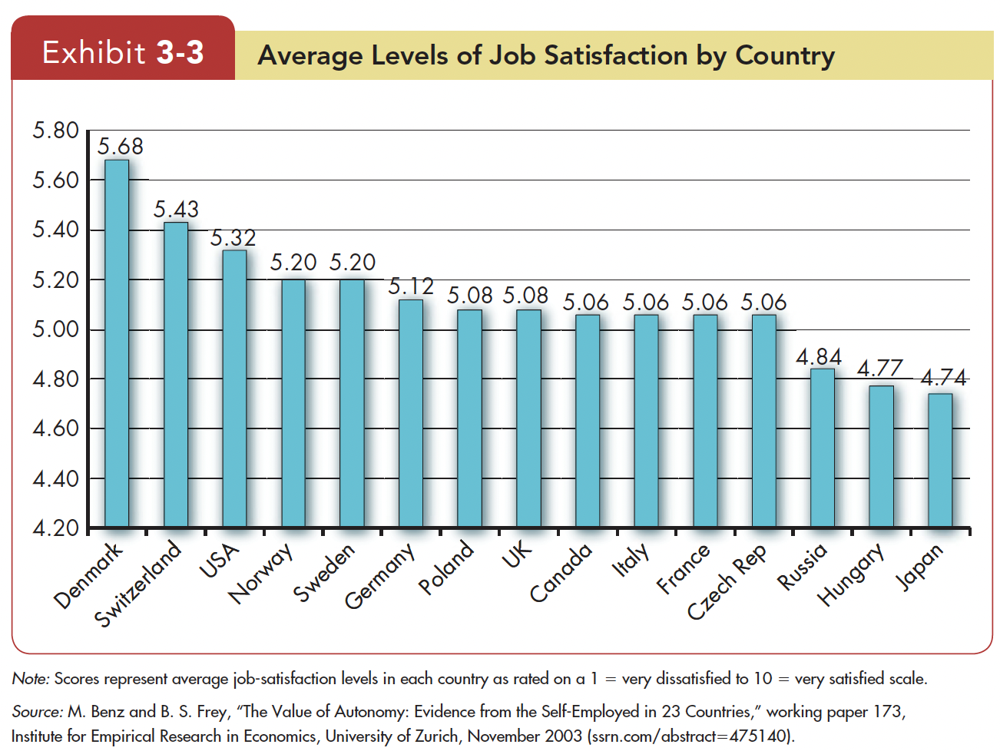 Exhibit 3-3
Average Levels of Job Satisfaction by Country
5.80
5.60
5.40
5.20
5.00
4.80
4.60
4.40
4.20
5.68
5.43
5.32
5.20
5.20
5.12
5.08
5.08
5.06
5.06
5.06
5.06
4.84
4.77
4.74
Denmark
Switzerland
USA
Norway
Sweden
Germany
Poland
UK
Canada
Italy
France
Czech Rep
Russia
Hungary
Japan
Note: Scores represent average job-satisfaction levels in each country as rated on a 1 = very dissatisfied to 10 = very satisfied scale.
Source: M. Benz and B. S. Frey, “The Value of Autonomy: Evidence from the Self-Employed in 23 Countries,” working paper 173,
Institute for Empirical Research in Economics, University of Zurich, November 2003 (ssrn.com/abstract=475140).